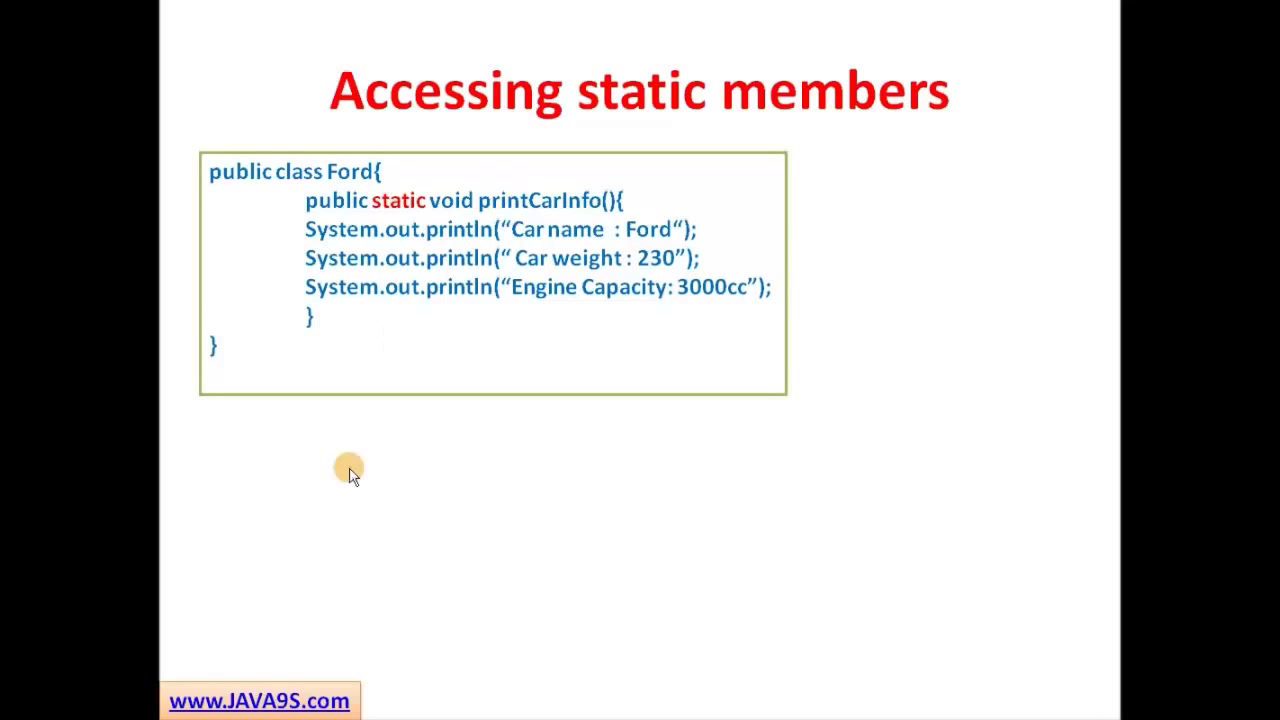 Accessing static members
public class Ford{
public static void printCarInfo(){
System.out.println(“Car name  : Ford“);
System.out.println(“ Car weight : 230”);
System.out.println(“Engine Capacity: 3000cc”);
}
}
www.JAVA9S.com